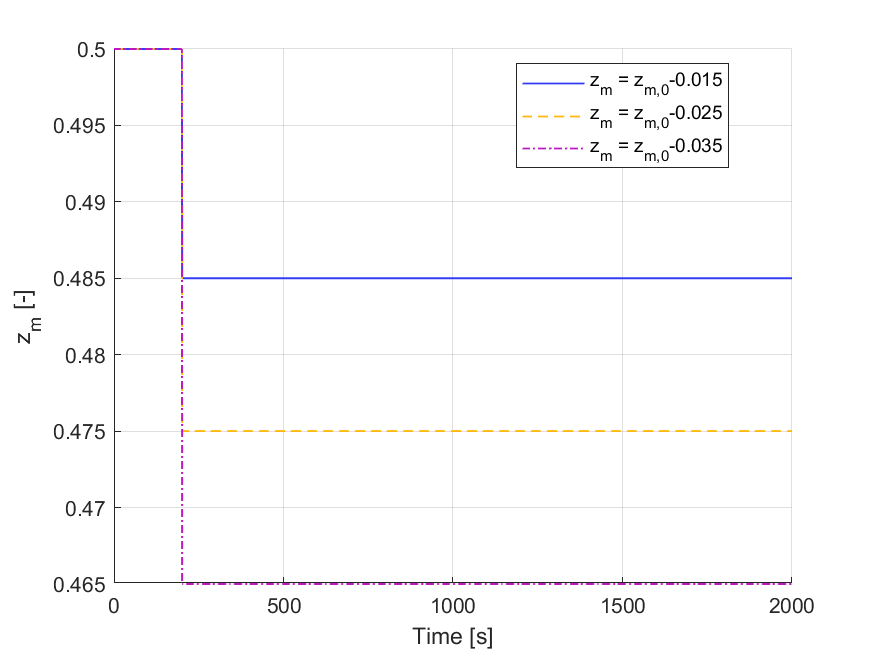 0.5
0.495
0.49
0.485
0.48
0.475
0.47
0.465
z_m [-]
z_m = z_m,0-0.015
z_m = z_m,0-0.025
z_m = z_m,0-0.035
0 500 1000 1500 2000
Time [s]